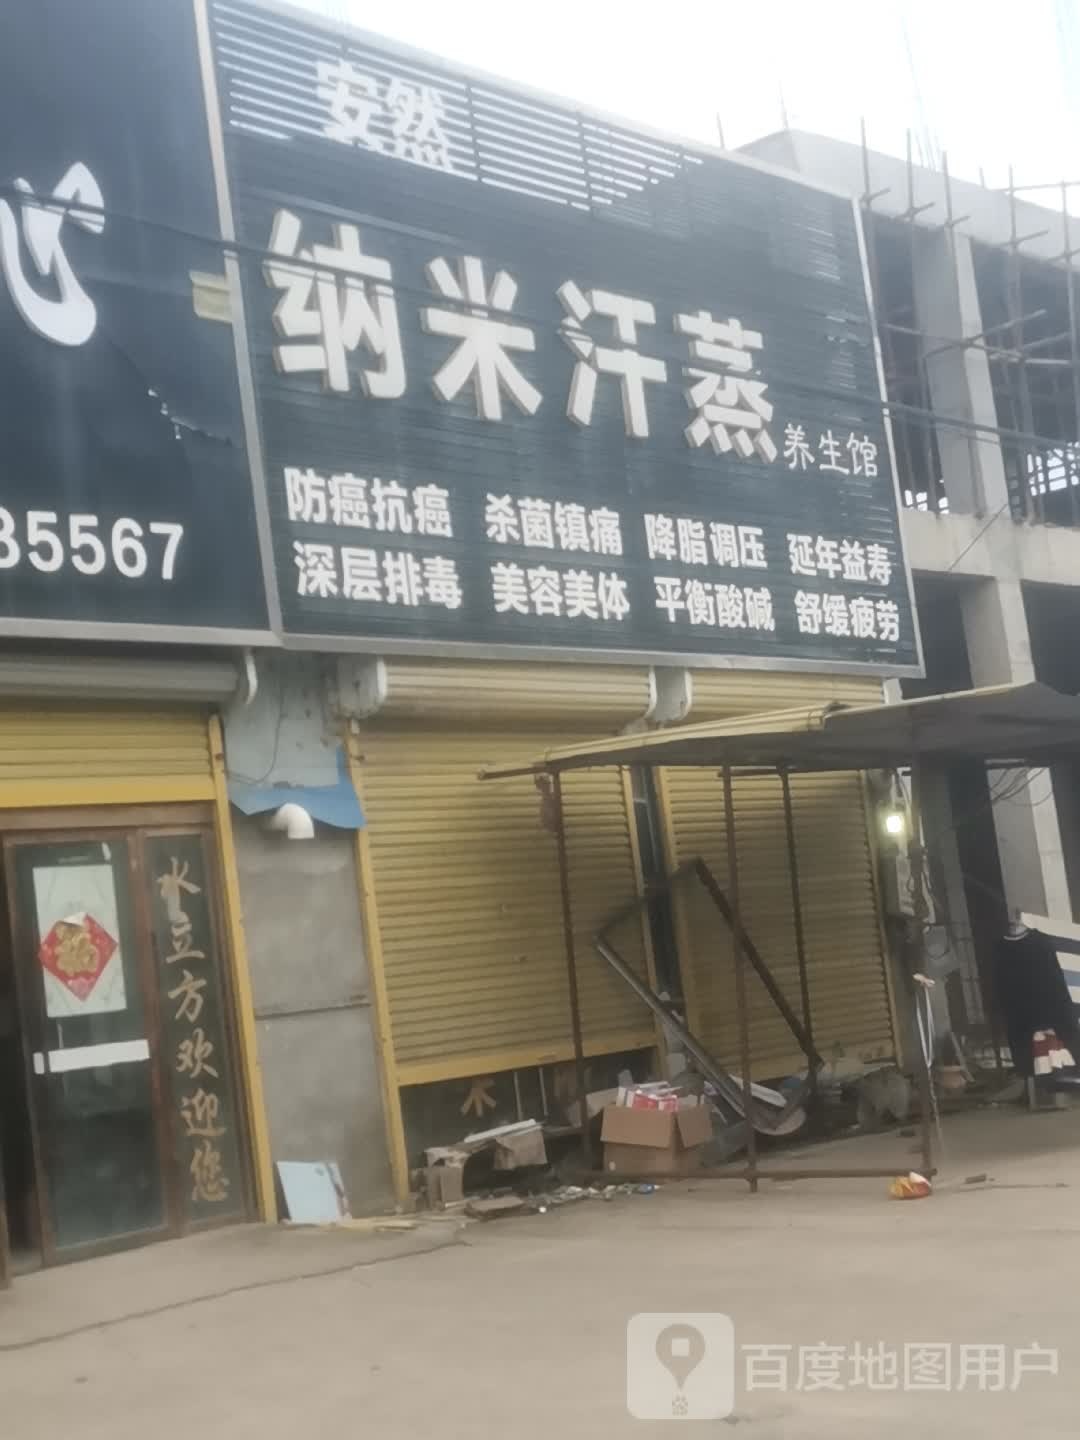 安然
纳米汗蒸
养生馆
防癌抗癌 杀菌镇痛 降脂调压 延年益寿
深层排毒 美容美体 平衡酸碱 舒缓疲劳
心
35567
福
水立方欢迎您
百度地图用户